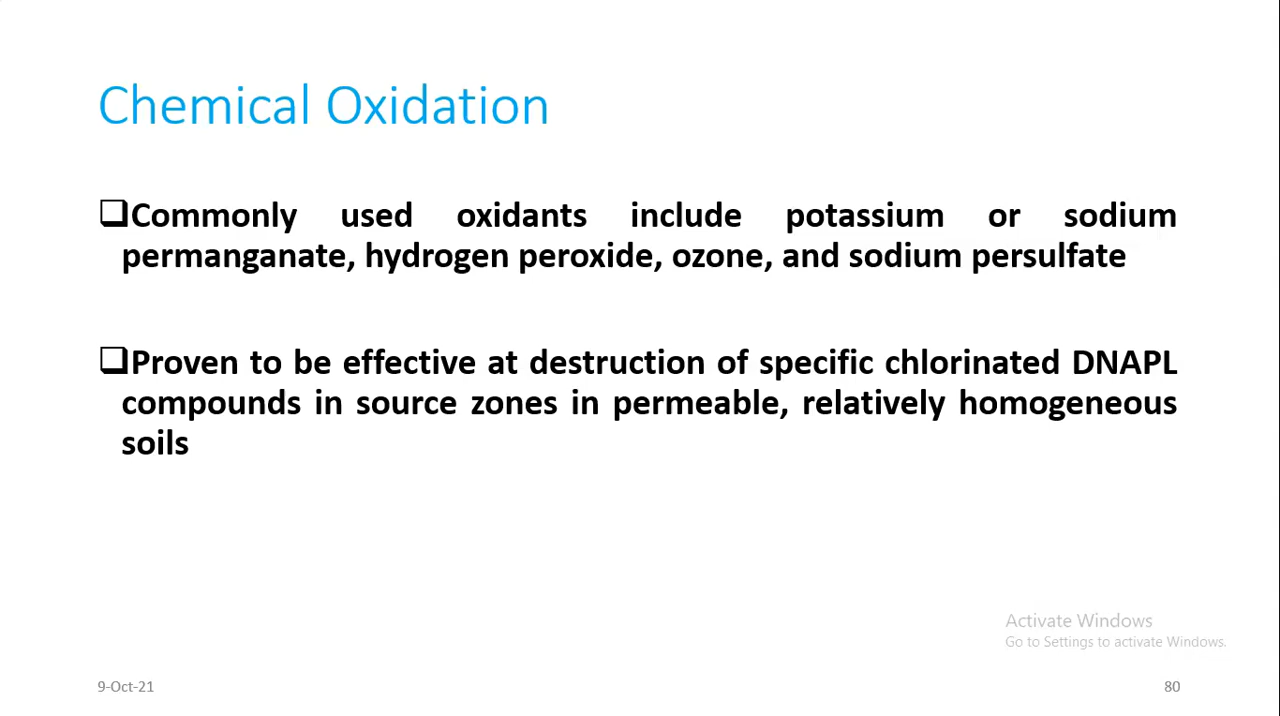 Chemical Oxidation
❑Commonly used oxidants include potassium or sodium
permanganate, hydrogen peroxide, ozone, and sodium persulfate
❑Proven to be effective at destruction of specific chlorinated DNAPL
compounds in source zones in permeable, relatively homogeneous
soils
Activate Windows
Go to Settings to activate Windows.
9-Oct-21
80